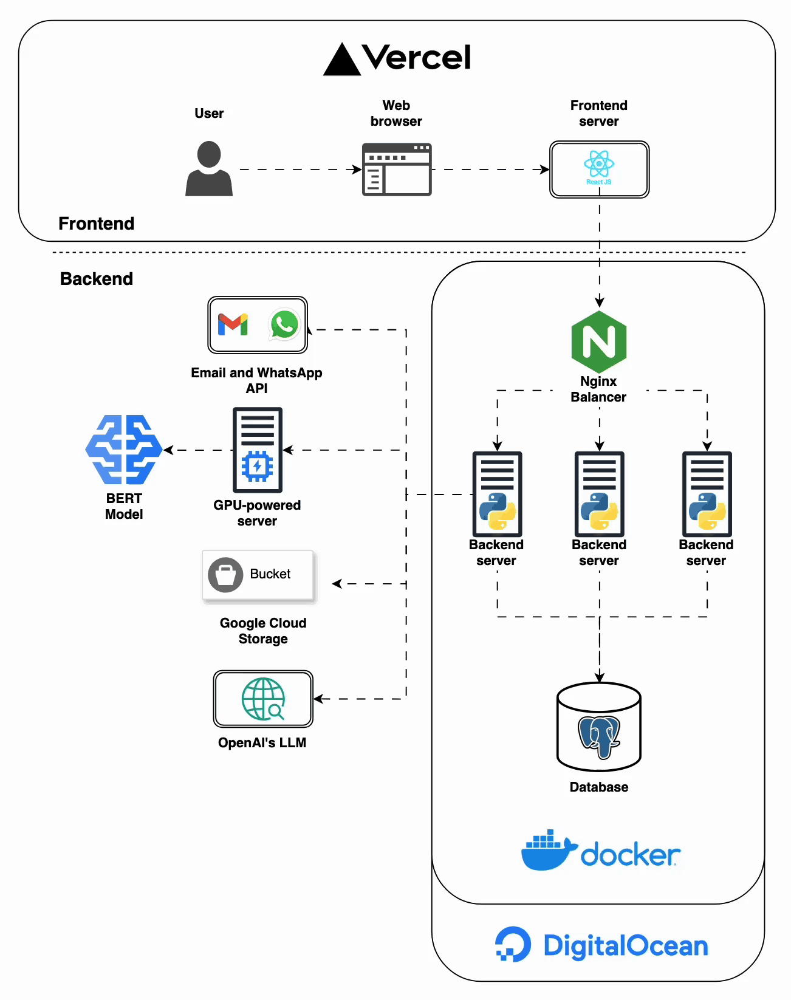 Vercel
User
Web
browser
Frontend
server
React JS
Frontend
Backend
Email and WhatsApp
API
Nginx
Balancer
BERT
Model
GPU-powered
server
Backend
server
Backend
server
Backend
server
Bucket
Google Cloud
Storage
OpenAI's LLM
Database
docker
DigitalOcean